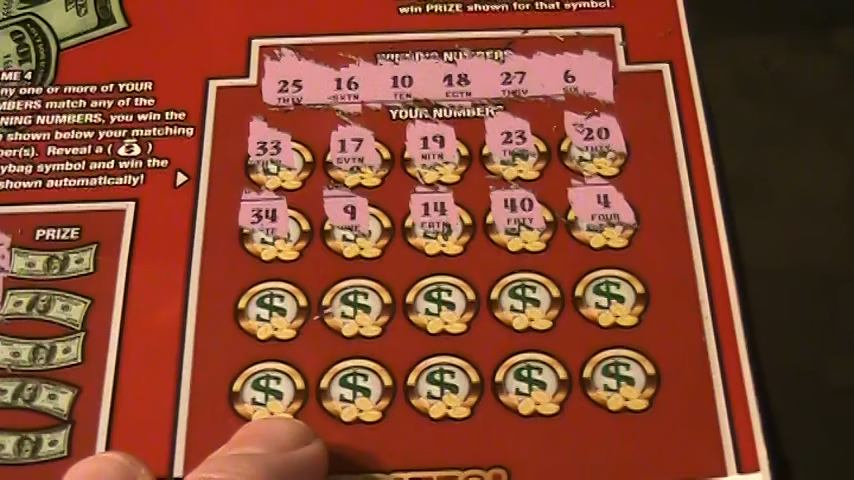 win PRIZE shown for that symbol.
WINNING NUMBERS
25 16 10 18 27 6
SXTN TEN EGTN
YOUR NUMBERS
33 17 19 23 20
SVTN NITN
34 9 14 40 4
FRTN FRTY FOUR
ME 4
any one or more of YOUR
MBERS match any of the
NING NUMBERS, you win the
shown below your matching
ber(s). Reveal a ( $ )
ybag symbol and win the
shown automatically!
PRIZE